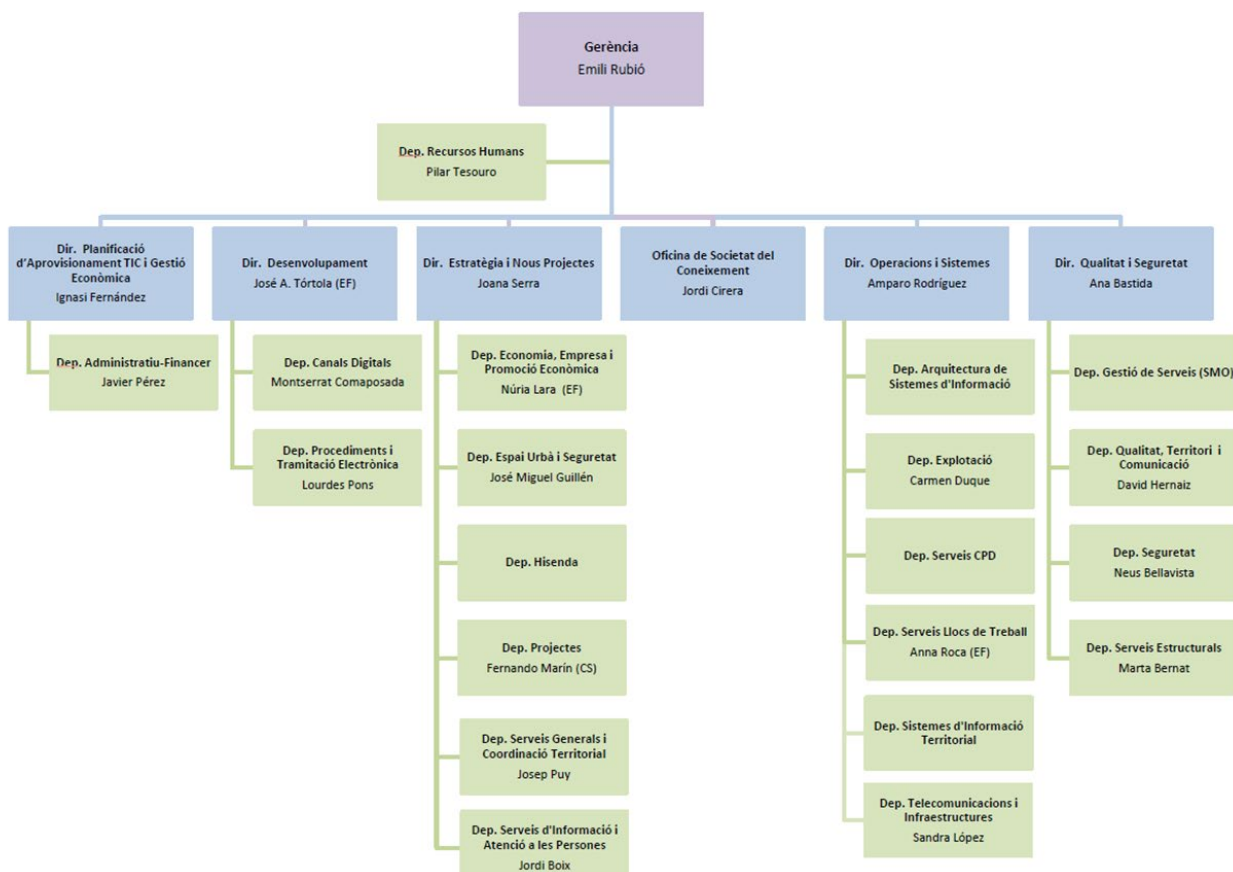 Gerència
Emili Rubió
Dep. Recursos Humans
Pilar Tesouro
Dir. Planificació
d'Aprovisionament TIC i Gestió
Econòmica
Ignasi Fernández
Dep. Administratiu-Financer
Javier Pérez
Dir. Desenvolupament
José A. Tórtola (EF)
Dep. Canals Digitals
Montserrat Comaposada
Dep. Procediments i
Tramitació Electrònica
Lourdes Pons
Dir. Estratègia i Nous Projectes
Joana Serra
Dep. Economia, Empresa i
Promoció Econòmica
Núria Lara (EF)
Dep. Espai Urbà i Seguretat
José Miguel Guillén
Dep. Hisenda
Dep. Projectes
Fernando Marín (CS)
Dep. Serveis Generals i
Coordinació Territorial
Josep Puy
Dep. Serveis d'Informació i
Atenció a les Persones
Jordi Boix
Oficina de Societat del
Coneixement
Jordi Cirera
Dir. Operacions i Sistemes
Amparo Rodríguez
Dep. Arquitectura de
Sistemes d'Informació
Dep. Explotació
Carmen Duque
Dep. Serveis CPD
Dep. Serveis Llocs de Treball
Anna Roca (EF)
Dep. Sistemes d'Informació
Territorial
Dep. Telecomunicacions i
Infraestructures
Sandra López
Dir. Qualitat i Seguretat
Ana Bastida
Dep. Gestió de Serveis (SMO)
Dep. Qualitat, Territori i
Comunicació
David Hernaiz
Dep. Seguretat
Neus Bellavista
Dep. Serveis Estructurals
Marta Bernat